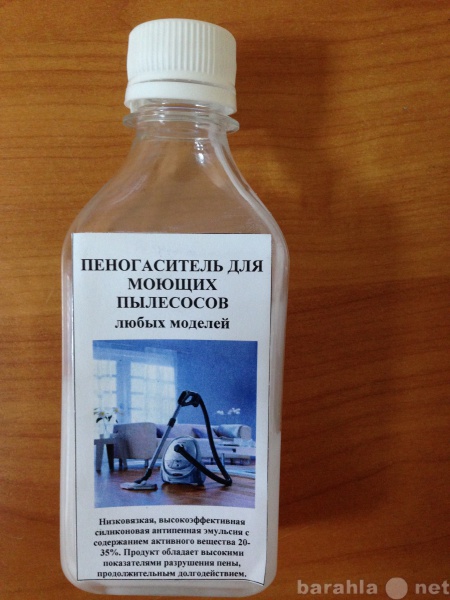 ПЕНОГАСИТЕЛЬ ДЛЯ
МОЮЩИХ
ПЫЛЕСОСОВ
любых моделей
Низковязкая, высокоэффективная
силиконовая антипенная эмульсия с
содержанием активного вещества 20-
35%. Продукт обладает высокими
показателями разрушения пены,
продолжительным долгодействием.
barahla net